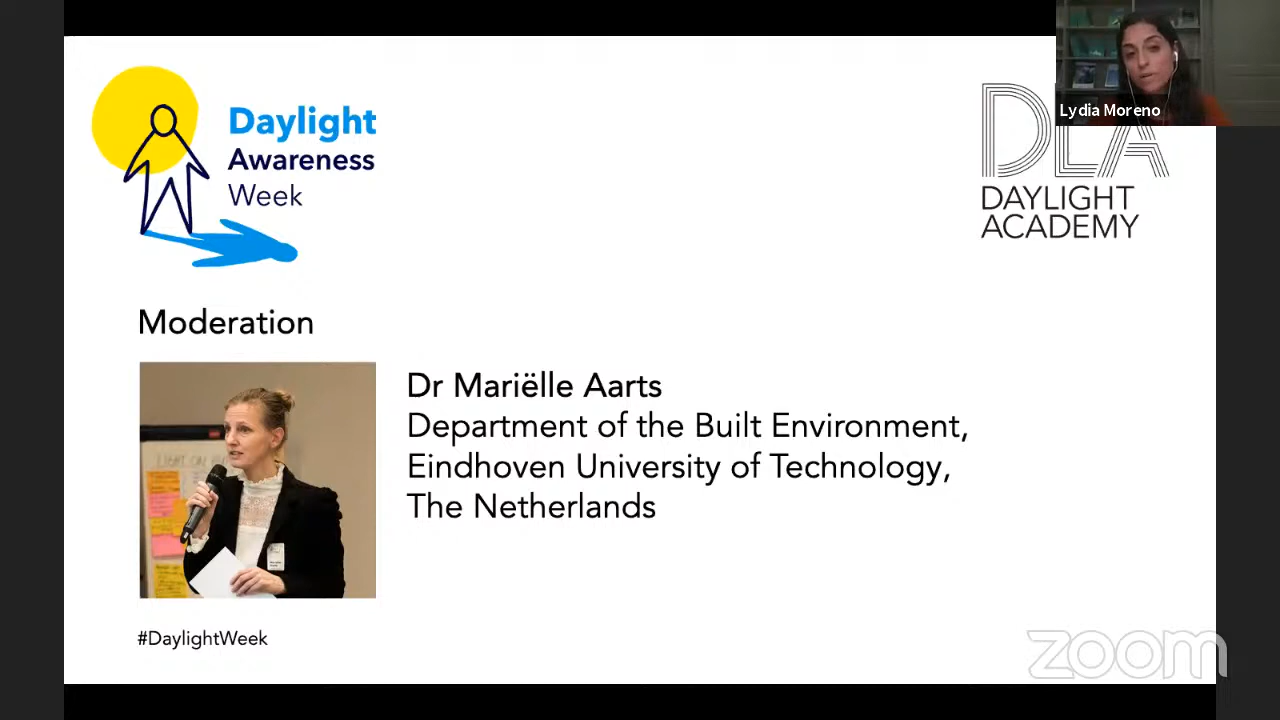 Daylight
Awareness
Week
Lydia Moreno
DLA
DAYLIGHT
ACADEMY
Moderation
Dr Mariëlle Aarts
Department of the Built Environment,
Eindhoven University of Technology,
The Netherlands
#DaylightWeek
zoom